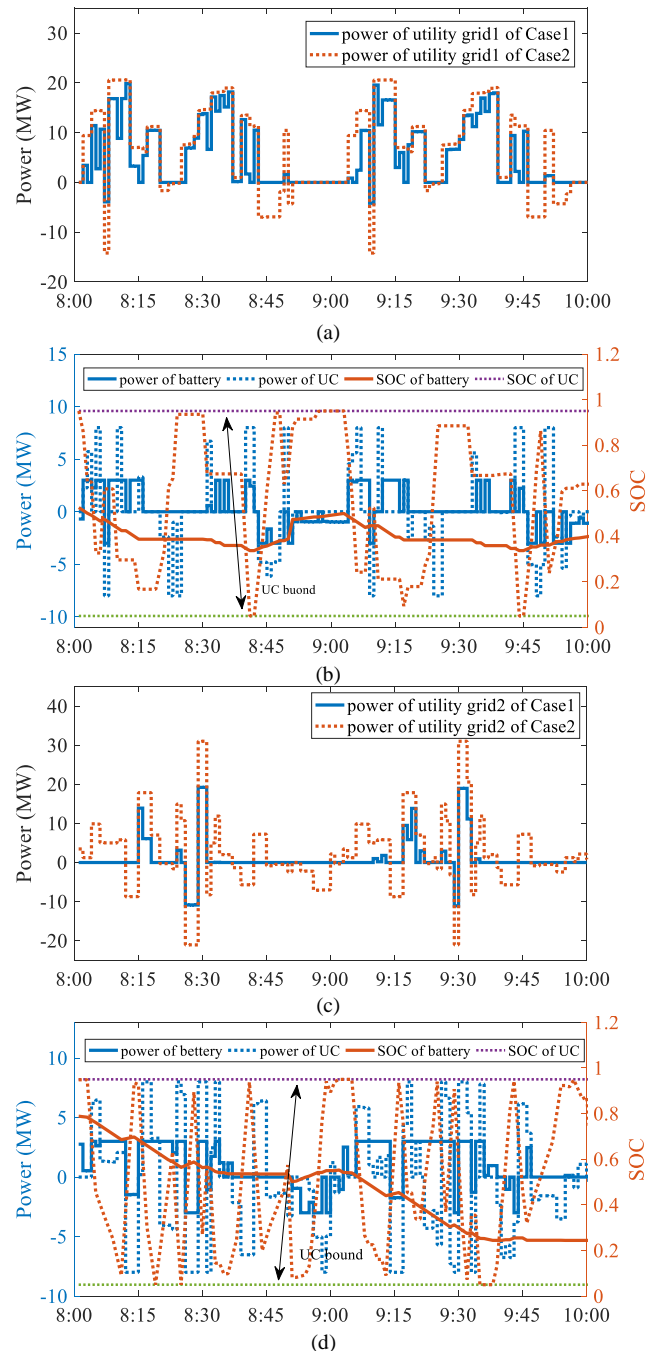 power of utility grid1 of Case1
power of utility grid1 of Case2
Power (MW)
30
20
10
0
-10
-20
8:00 8:15 8:30 8:45 9:00 9:15 9:30 9:45 10:00
(a)
power of battery power of UC SOC of battery SOC of UC
Power (MW)
15
10
5
0
-5
-10
1.2
1
0.8
0.6
0.4
0.2
0
SOC
UC buond
8:00 8:15 8:30 8:45 9:00 9:15 9:30 9:45 10:00
(b)
power of utility grid2 of Case1
power of utility grid2 of Case2
Power (MW)
40
30
20
10
0
-10
-20
8:00 8:15 8:30 8:45 9:00 9:15 9:30 9:45 10:00
(c)
power of bettery power of UC SOC of battery SOC of UC
Power (MW)
10
5
0
-5
-10
1.2
1
0.8
0.6
0.4
0.2
0
SOC
UC bound
8:00 8:15 8:30 8:45 9:00 9:15 9:30 9:45 10:00
(d)